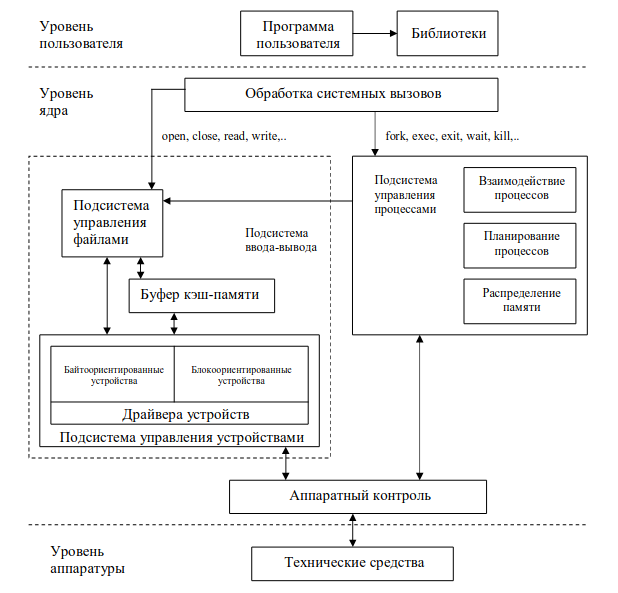 Уровень
пользователя
Программа
пользователя
Библиотеки
Уровень
ядра
Обработка системных вызовов
open, close, read, write,..
fork, exec, exit, wait, kill,..
Подсистема
управления
файлами
Подсистема
ввода-вывода
Подсистема
управления
процессами
Взаимодействие
процессов
Планирование
процессов
Распределение
памяти
Буфер кэш-памяти
Байтоориентированные
устройства
Блокоориентированные
устройства
Драйвера устройств
Подсистема управления устройствами
Аппаратный контроль
Уровень
аппаратуры
Технические средства